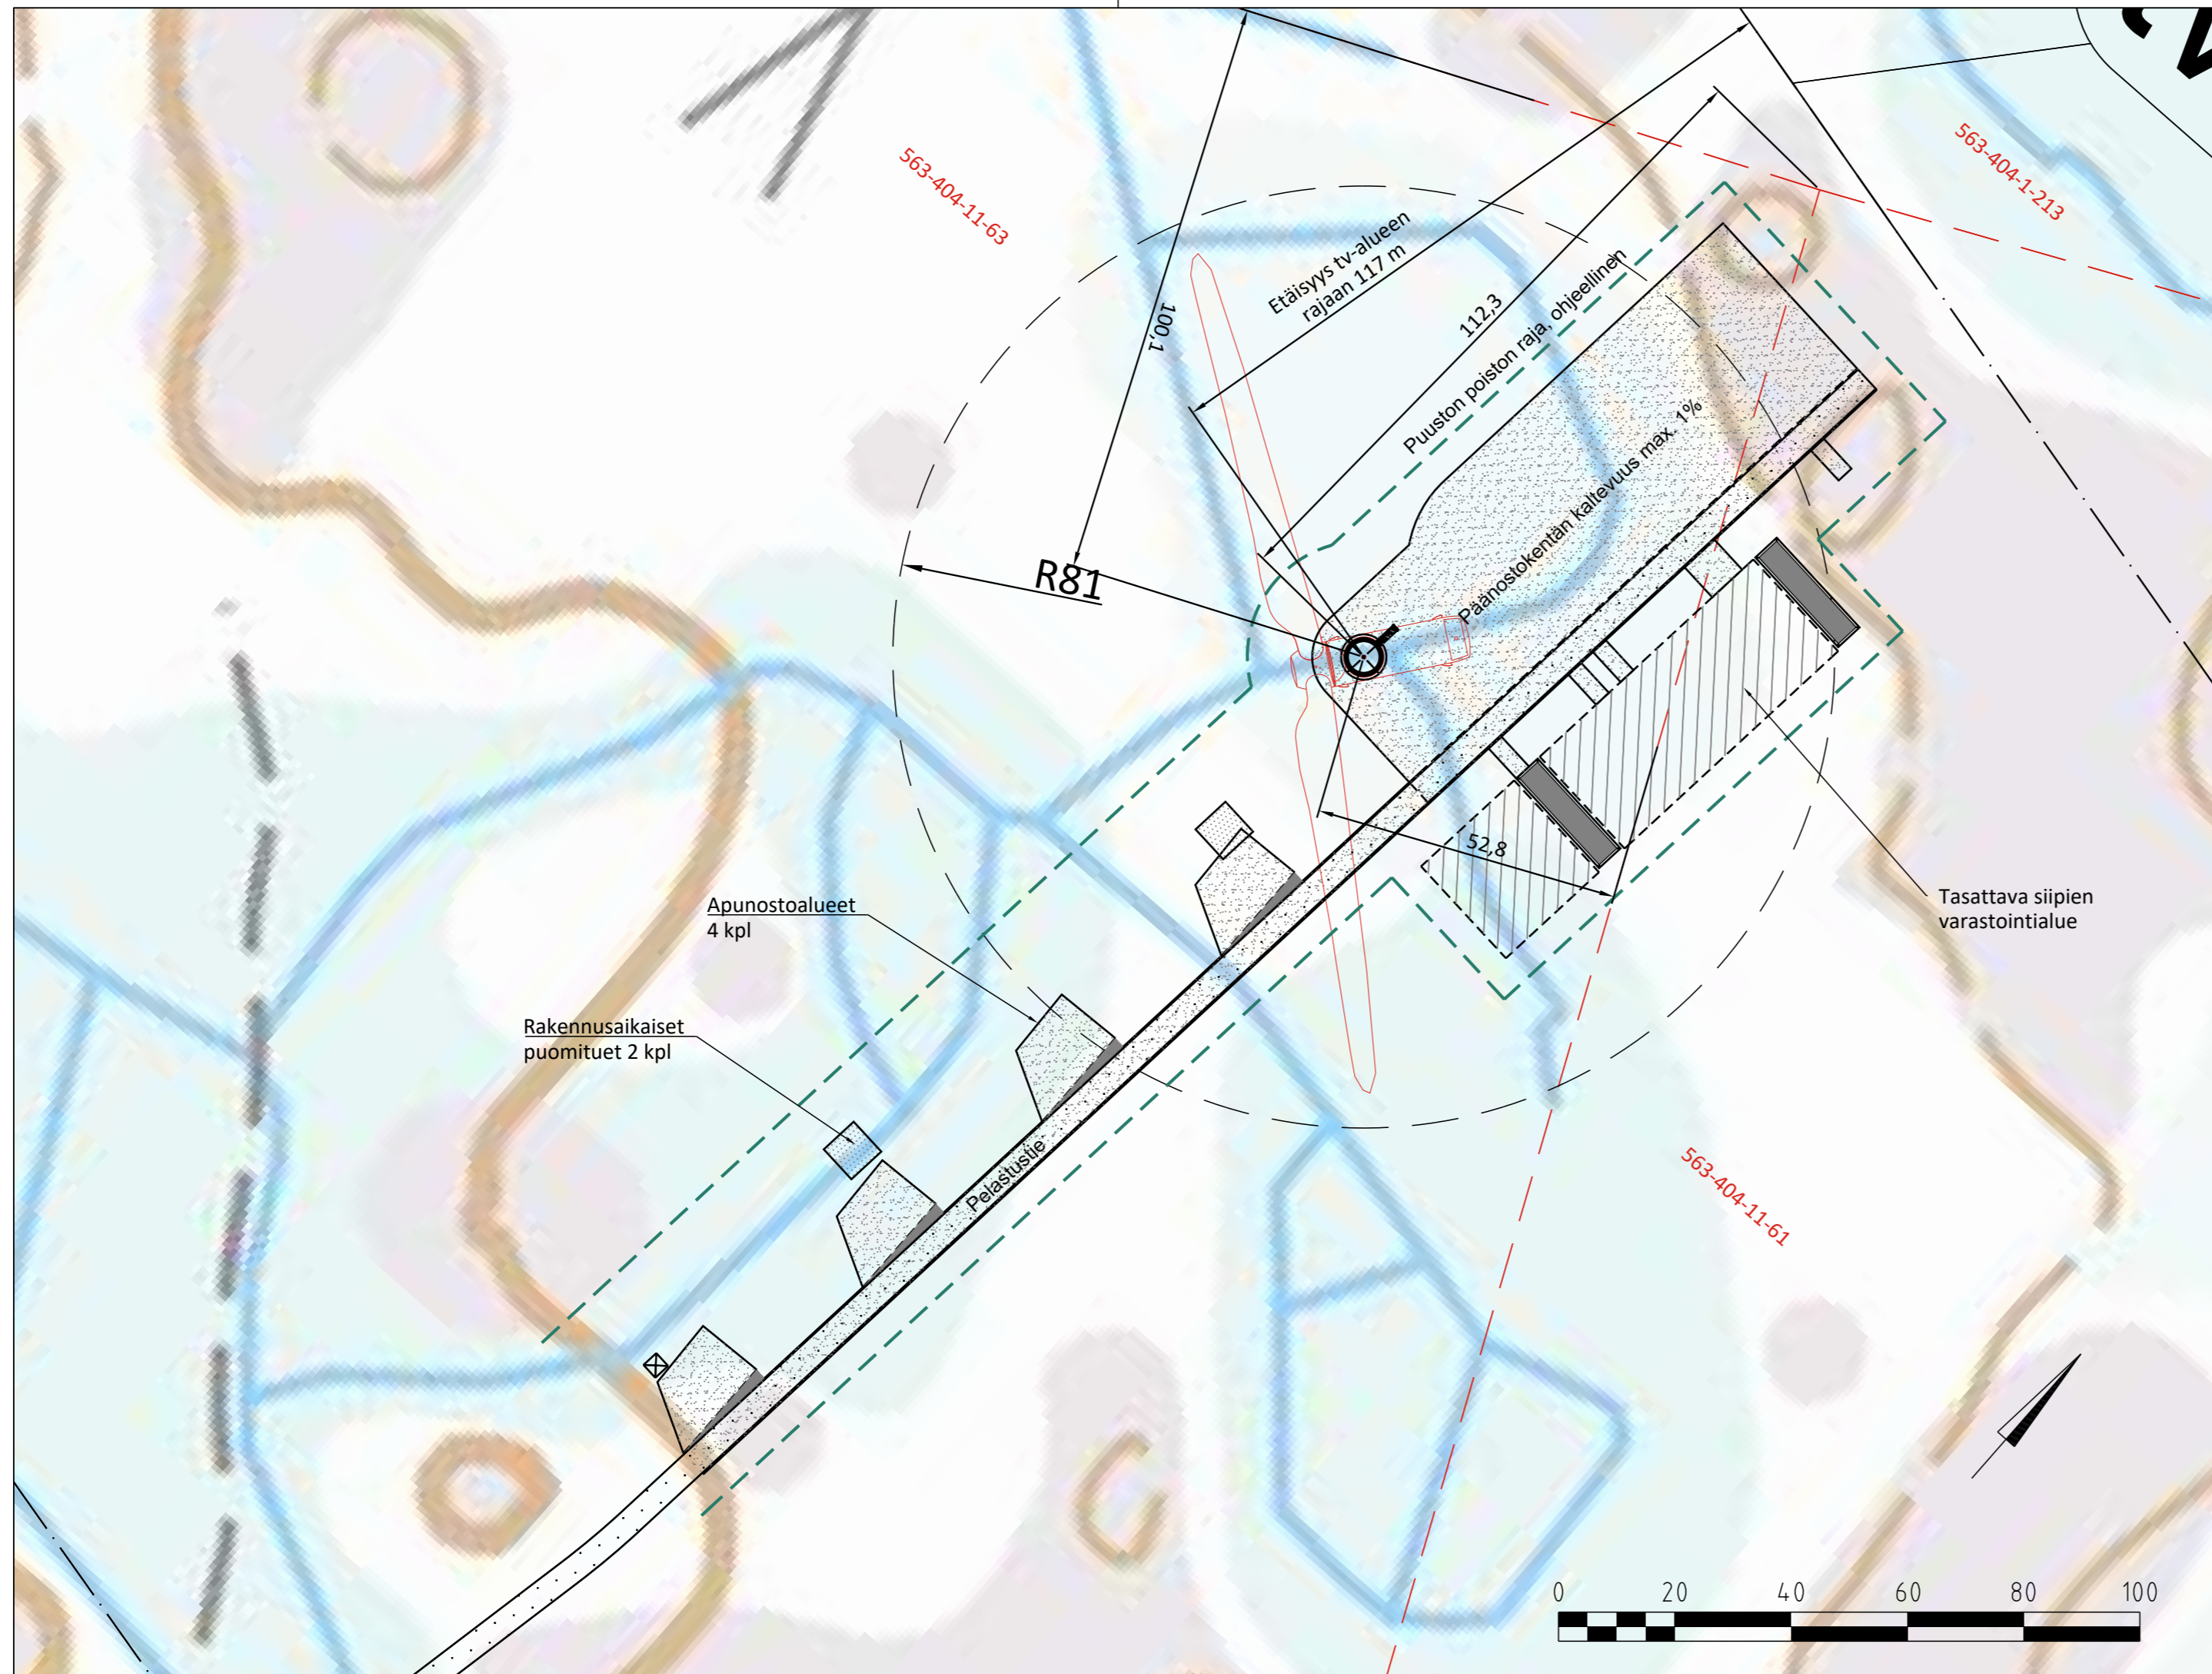 563-404-11-63
563-404-1-213
Etäisyys tv-alueen
rajaan 117 m
100,1
112,3
Puuston poiston raja, ohjeellinen
Päänostokentän kaltevuus max. 1%
R81
52,8
Tasattava siipien
varastointialue
Apunostoalueet
4 kpl
Rakennusaikaiset
puomituet 2 kpl
Pelastustie
563-404-11-61
0 20 40 60 80 100